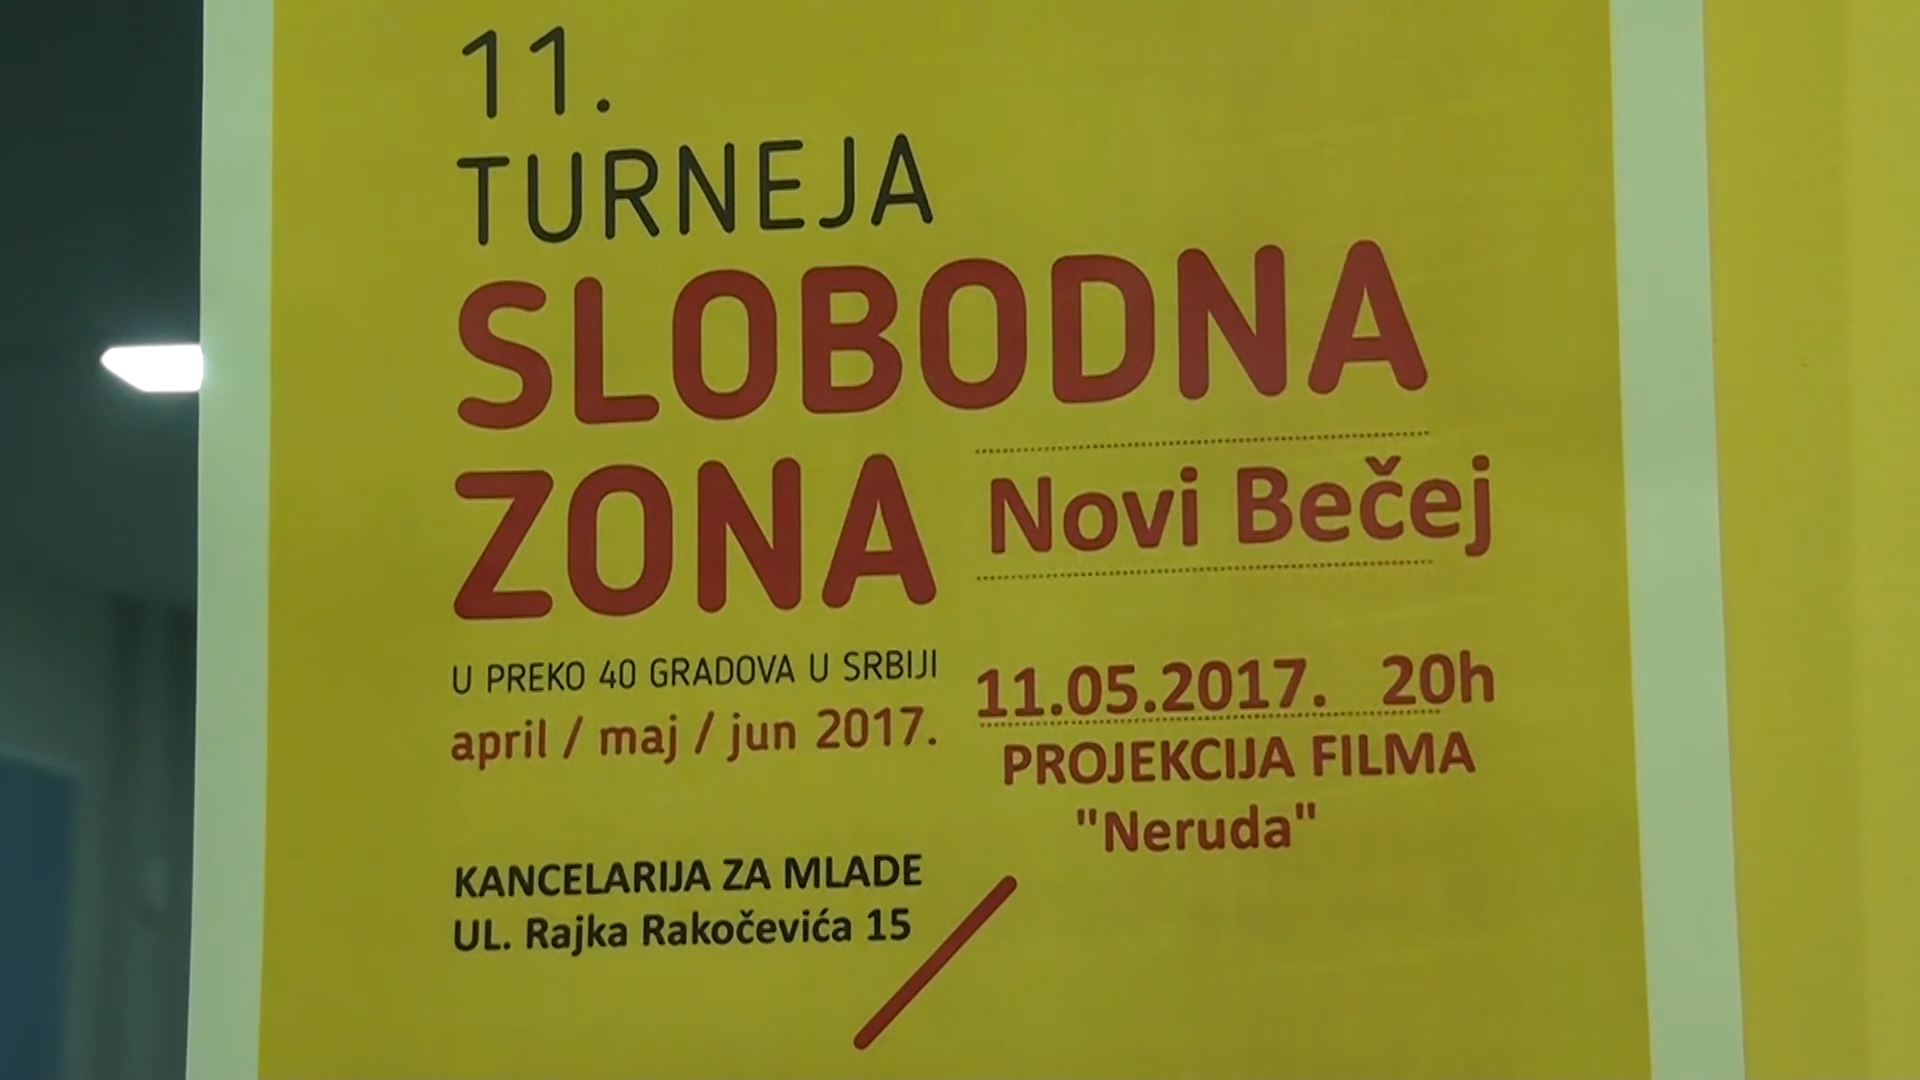 11.
TURNEJA
SLOBODNA
ZONA
Novi Bečej
U PREKO 40 GRADOVA U SRBIJI
april / maj / jun 2017.
11.05.2017. 20h
PROJEKCIJA FILMA
"Neruda"
KANCELARIJA ZA MLADE
UL. Rajka Rakočevića 15